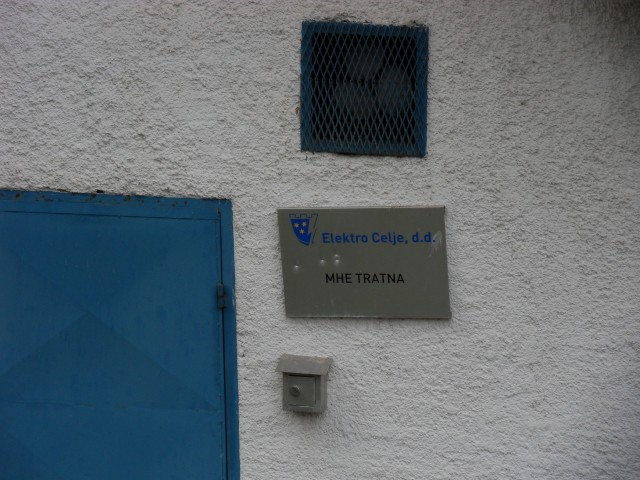 Elektro Celje, d.d.
MHE TRATNA